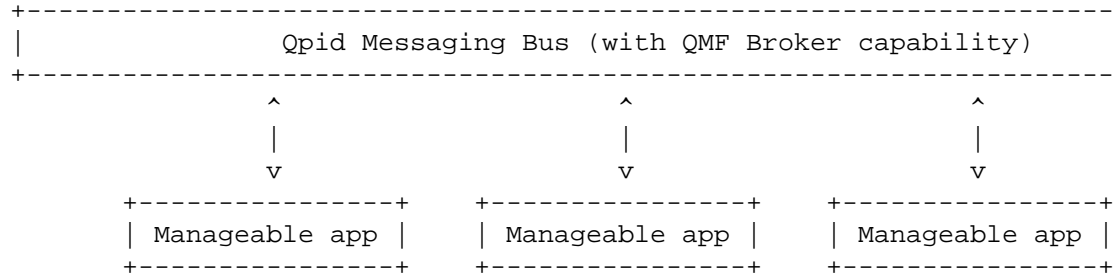 Qpid Messaging Bus (with QMF Broker capability)
Manageable app Manageable app Manageable app